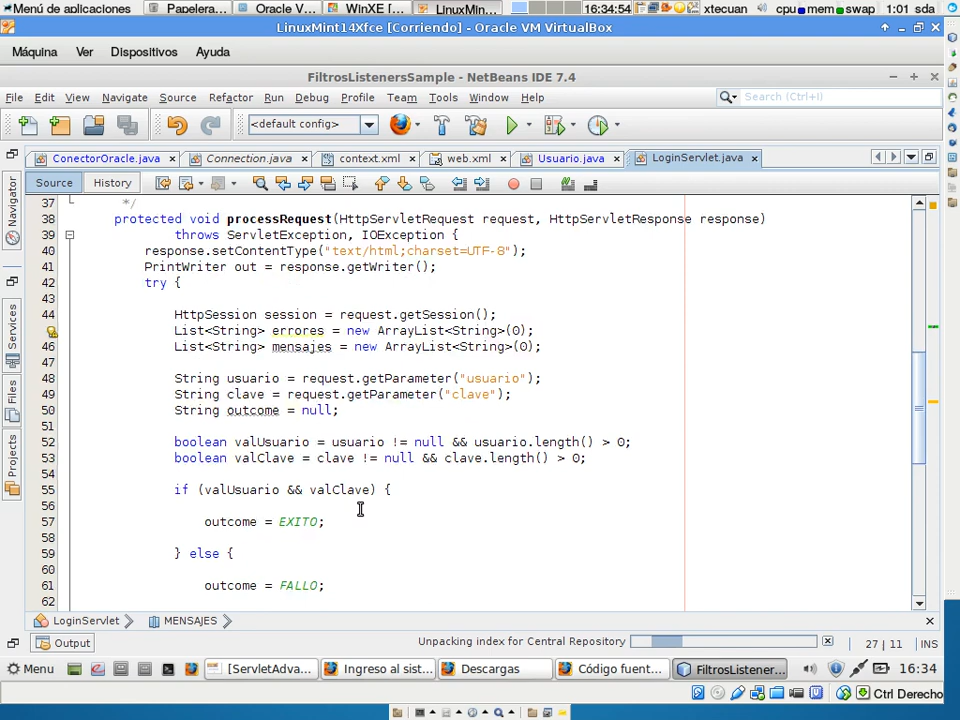 Menú de aplicaciones
Papelera...
Oracle V...
WinXE [...
LinuxMin...
16:34:54
xtecuan
cpu mem swap 1:01 sda
LinuxMint14Xfce [Corriendo] - Oracle VM VirtualBox
Máquina Ver Dispositivos Ayuda
FiltrosListenersSample - NetBeans IDE 7.4
File Edit View Navigate Source Refactor Run Debug Profile Team Tools Window Help
Search (Ctrl+I)
<default config>
ConectorOracle.java Connection.java context.xml web.xml Usuario.java LoginServlet.java
Source History
Navigator
Services
Files
Projects
37 */
38 protected void processRequest(HttpServletRequest request, HttpServletResponse response)
39 throws ServletException, IOException {
40 response.setContentType("text/html;charset=UTF-8");
41 PrintWriter out = response.getWriter();
42 try {
43
44 HttpSession session = request.getSession();
List<String> errores = new ArrayList<String>(0);
46 List<String> mensajes = new ArrayList<String>(0);
47
48 String usuario = request.getParameter("usuario");
49 String clave = request.getParameter("clave");
50 String outcome = null;
51
52 boolean valUsuario = usuario != null && usuario.length() > 0;
53 boolean valClave = clave != null && clave.length() > 0;
54
55 if (valUsuario && valClave) {
56
57 outcome = EXITO;
58
59 } else {
60
61 outcome = FALLO;
62
LoginServlet MENSAJES
Output
Unpacking index for Central Repository
27 | 11 INS
Menu
[ServletAdva...
Ingreso al sist...
Descargas
Código fuent...
FiltrosListener...
16:34
Ctrl Derecho